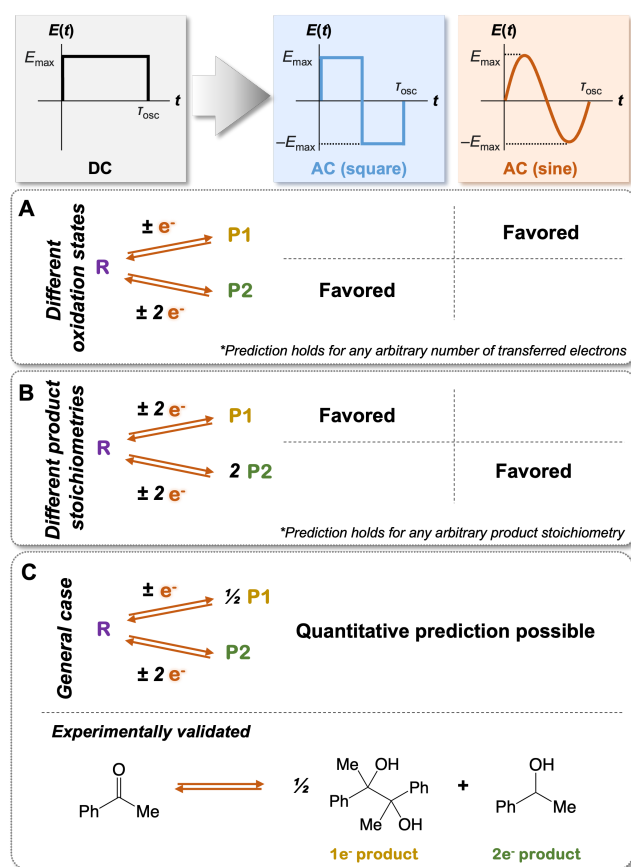 E(t)
Emax
τosc
t
DC
E(t)
Emax
τosc
t
–Emax
AC (square)
E(t)
Emax
τosc
t
–Emax
AC (sine)
A
Different
oxidation states
R
± e-
P1
P2
± 2 e-
Favored
Favored
*Prediction holds for any arbitrary number of transferred electrons
B
Different product
stoichiometries
R
± 2 e-
P1
2 P2
± 2 e-
Favored
Favored
*Prediction holds for any arbitrary product stoichiometry
C
General case
R
± e-
½ P1
P2
± 2 e-
Quantitative prediction possible
Experimentally validated
O
Ph
Me
½
Me
OH
Ph
Ph
Me
OH
+
OH
Ph
Me
1e- product
2e- product